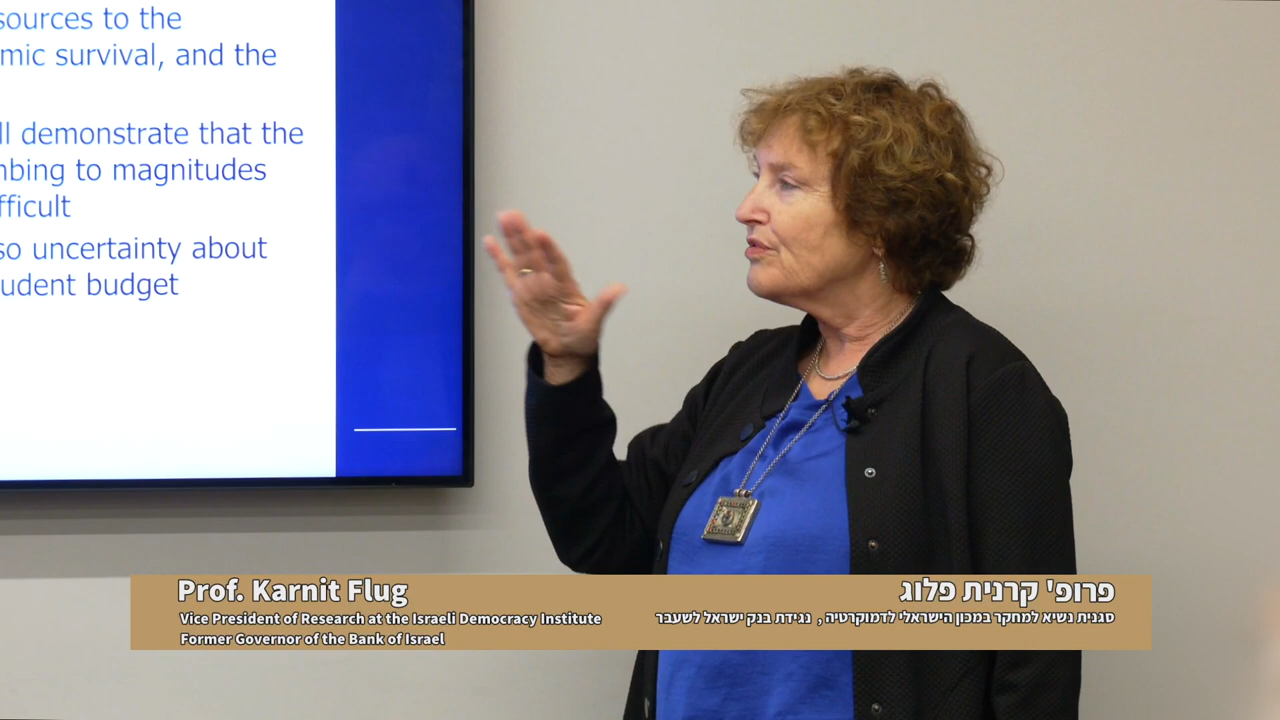 sources to the
mic survival, and the
ll demonstrate that the
nbing to magnitudes
fficult
so uncertainty about
udent budget
Prof. Karnit Flug
Vice President of Research at the Israeli Democracy Institute
Former Governor of the Bank of Israel
פרופ' קרנית פלוג
סגנית נשיא למחקר במכון הישראלי לדמוקרטיה , נגידת בנק ישראל לשעבר